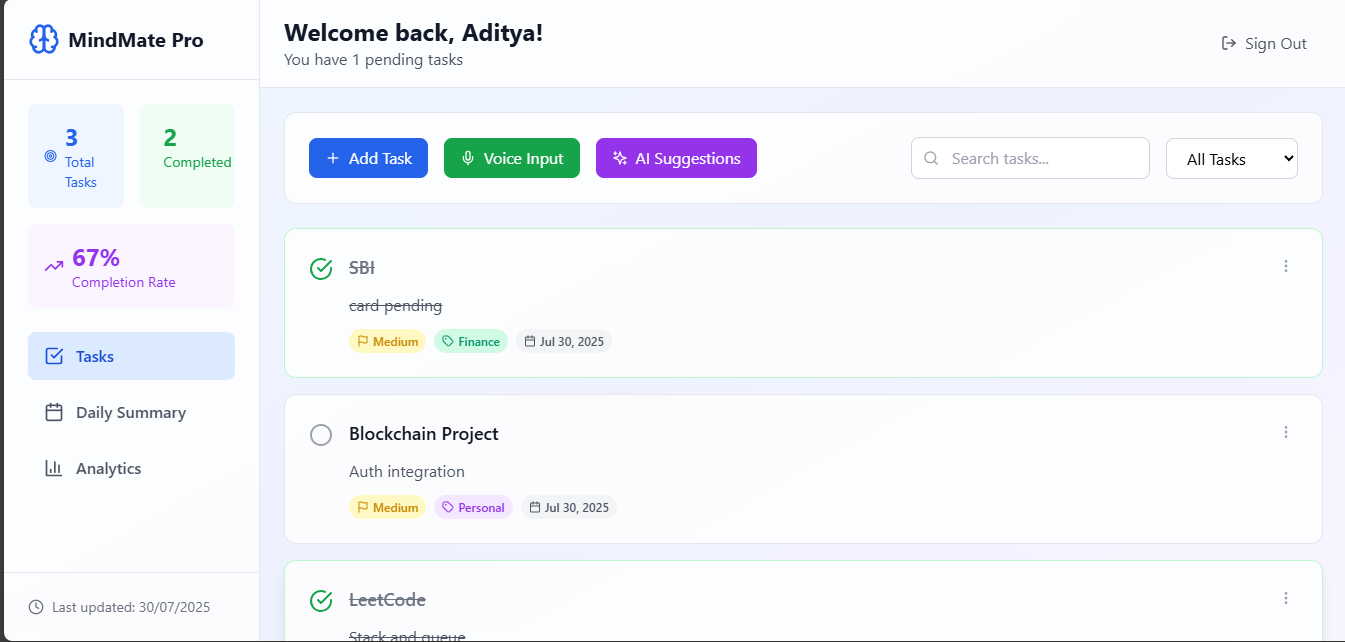 MindMate Pro
3
Total
Tasks
2
Completed
67%
Completion Rate
Tasks
Daily Summary
Analytics
Last updated: 30/07/2025
Welcome back, Aditya!
You have 1 pending tasks
Sign Out
Add Task
Voice Input
AI Suggestions
Search tasks...
All Tasks
SBI
card pending
Medium Finance Jul 30, 2025
Blockchain Project
Auth integration
Medium Personal Jul 30, 2025
LeetCode
Stack and queue